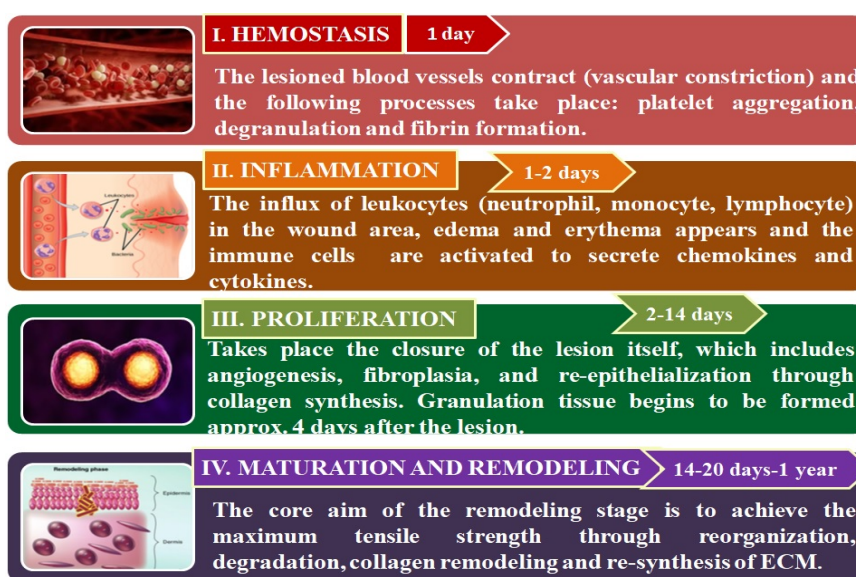 I. HEMOSTASIS
1 day
The lesioned blood vessels contract (vascular constriction) and
the following processes take place: platelet aggregation,
degranulation and fibrin formation.
II. INFLAMMATION
1-2 days
Leukocytes
Bacteria
The influx of leukocytes (neutrophil, monocyte, lymphocyte)
in the wound area, edema and erythema appears and the
immune cells are activated to secrete chemokines and
cytokines.
III. PROLIFERATION
2-14 days
Takes place the closure of the lesion itself, which includes
angiogenesis, fibroplasia, and re-epithelialization through
collagen synthesis. Granulation tissue begins to be formed
approx. 4 days after the lesion.
IV. MATURATION AND REMODELING
14-20 days-1 year
Remodeling phase
Epidermis
Dermis
The core aim of the remodeling stage is to achieve the
maximum tensile strength through reorganization,
degradation, collagen remodeling and re-synthesis of ECM.